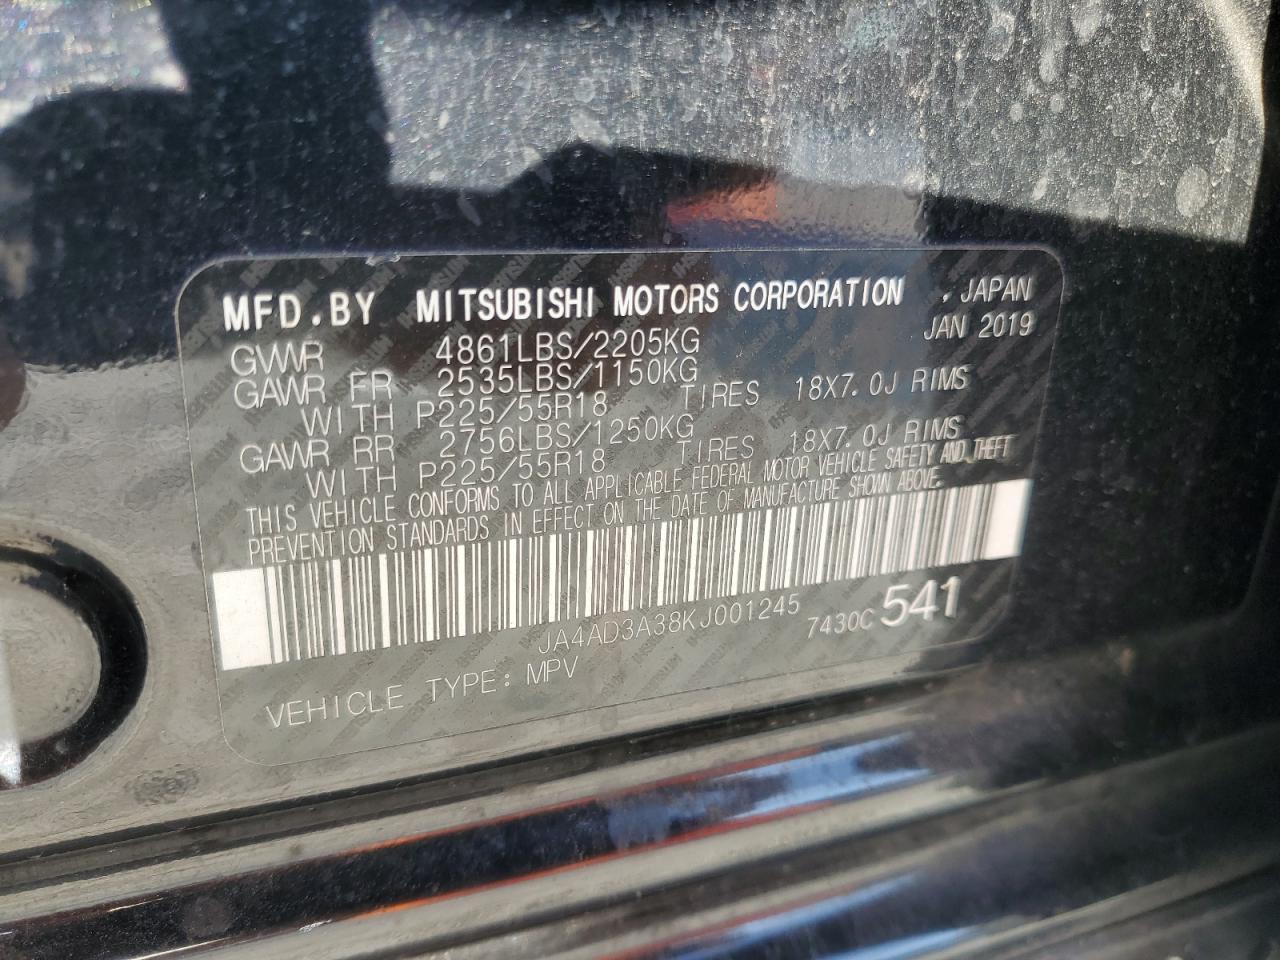 MFD.BY MITSUBISHI MOTORS CORPORATION , JAPAN
JAN 2019
GVWR 4861LBS/2205KG
GAWR FR 2535LBS/1150KG
WITH P225/55R18 TIRES 18X7.0J RIMS
GAWR RR 2756LBS/1250KG
WITH P225/55R18 TIRES 18X7.0J RIMS
THIS VEHICLE CONFORMS TO ALL APPLICABLE FEDERAL MOTOR VEHICLE SAFETY AND THEFT
PREVENTION STANDARDS IN EFFECT ON THE DATE OF MANUFACTURE SHOWN ABOVE.
JA4AD3A38KJ001245 7430C 541
VEHICLE TYPE: MPV